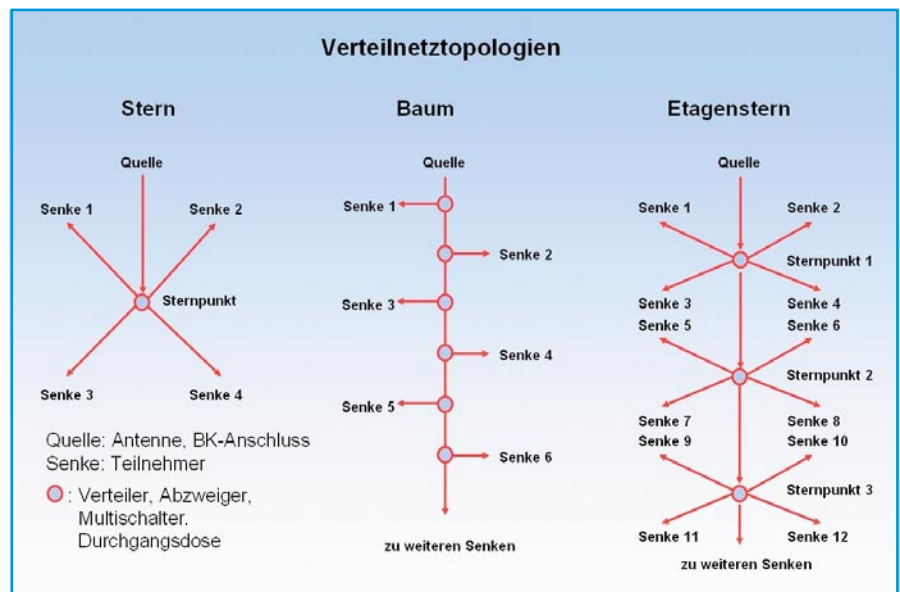 Verteilnetztopologien
Stern
Quelle
Senke 1
Senke 2
Sternpunkt
Senke 3
Senke 4
Quelle: Antenne, BK-Anschluss
Senke: Teilnehmer
: Verteiler, Abzweiger,
Multischalter.
Durchgangsdose
Baum
Quelle
Senke 1
Senke 2
Senke 3
Senke 4
Senke 5
Senke 6
zu weiteren Senken
Etagenstern
Quelle
Senke 1
Senke 2
Sternpunkt 1
Senke 3
Senke 4
Senke 5
Senke 6
Sternpunkt 2
Senke 7
Senke 8
Senke 9
Senke 10
Sternpunkt 3
Senke 11
Senke 12
zu weiteren Senken